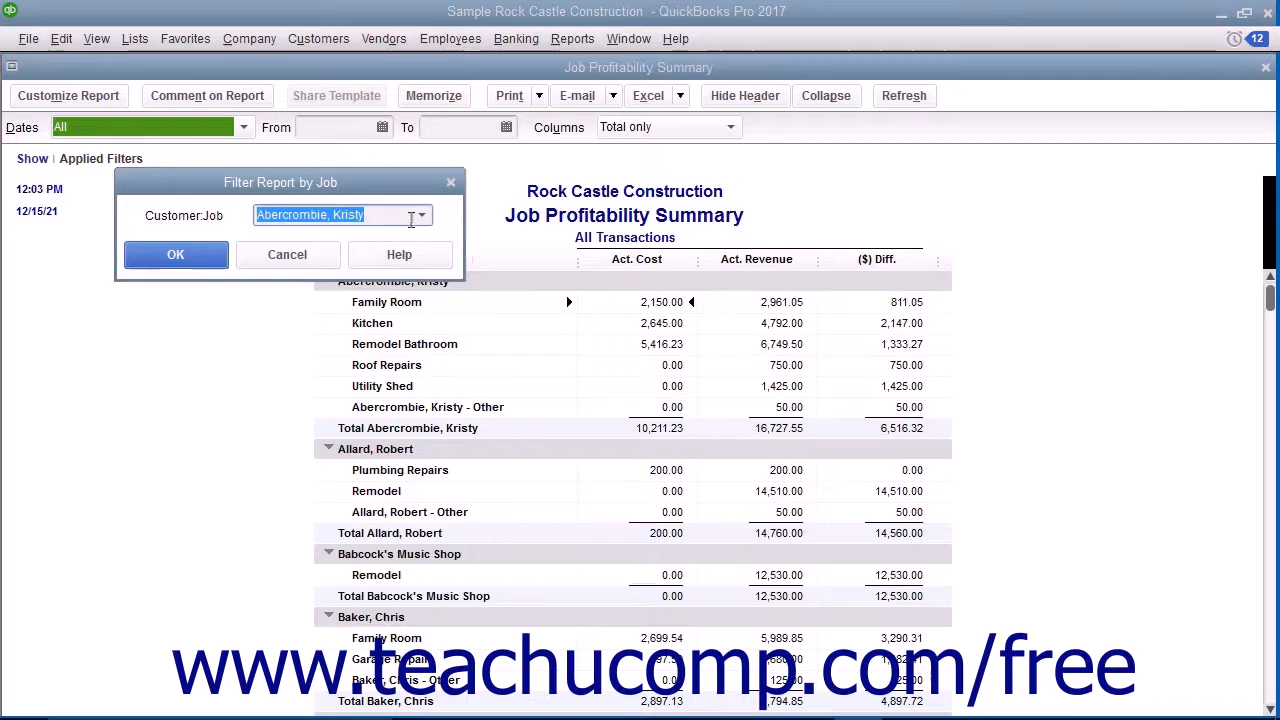 Sample Rock Castle Construction - QuickBooks Pro 2017
File Edit View Lists Favorites Company Customers Vendors Employees Banking Reports Window Help 12
Job Profitability Summary
Customize Report Comment on Report Share Template Memorize Print E-mail Excel Hide Header Collapse Refresh
Dates All From To Columns Total only
Show | Applied Filters
12:03 PM
12/15/21
Filter Report by Job
Customer:Job Abercrombie, Kristy
OK Cancel Help
Rock Castle Construction
Job Profitability Summary
All Transactions
Act. Cost Act. Revenue ($) Diff.
Abercrombie, Kristy
Family Room 2,150.00 2,961.05 811.05
Kitchen 2,645.00 4,792.00 2,147.00
Remodel Bathroom 5,416.23 6,749.50 1,333.27
Roof Repairs 0.00 750.00 750.00
Utility Shed 0.00 1,425.00 1,425.00
Abercrombie, Kristy - Other 0.00 50.00 50.00
Total Abercrombie, Kristy 10,211.23 16,727.55 6,516.32
Allard, Robert
Plumbing Repairs 200.00 200.00 0.00
Remodel 0.00 14,510.00 14,510.00
Allard, Robert - Other 0.00 50.00 50.00
Total Allard, Robert 200.00 14,760.00 14,560.00
Babcock's Music Shop
Remodel 0.00 12,530.00 12,530.00
Total Babcock's Music Shop 0.00 12,530.00 12,530.00
Baker, Chris
Family Room 2,699.54 5,989.85 3,290.31
Garage Repair
Baker, Chris - Other
Total Baker, Chris 2,897.13 4,897.72
www.teachucomp.com/free